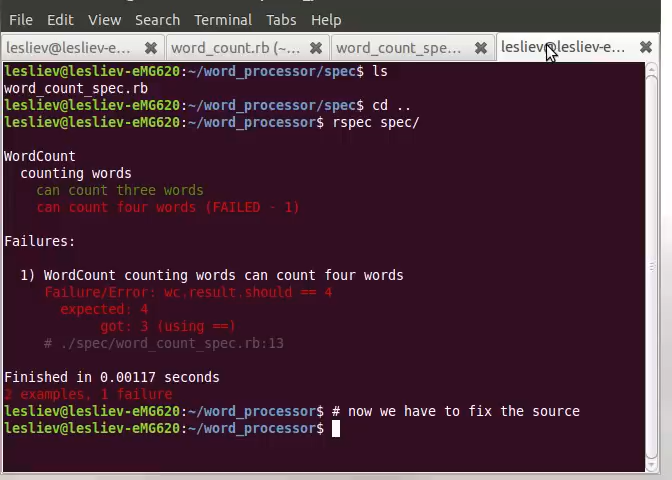 File Edit View Search Terminal Tabs Help
lesliev@lesliev-e... word_count.rb (~... word_count_spe... lesliev@lesliev-e...
lesliev@lesliev-eMG620:~/word_processor/spec$ ls
word_count_spec.rb
lesliev@lesliev-eMG620:~/word_processor/spec$ cd ..
lesliev@lesliev-eMG620:~/word_processor$ rspec spec/
WordCount
counting words
can count three words
can count four words (FAILED - 1)
Failures:
1) WordCount counting words can count four words
Failure/Error: wc.result.should == 4
expected: 4
got: 3 (using ==)
# ./spec/word_count_spec.rb:13
Finished in 0.00117 seconds
2 examples, 1 failure
lesliev@lesliev-eMG620:~/word_processor$ # now we have to fix the source
lesliev@lesliev-eMG620:~/word_processor$